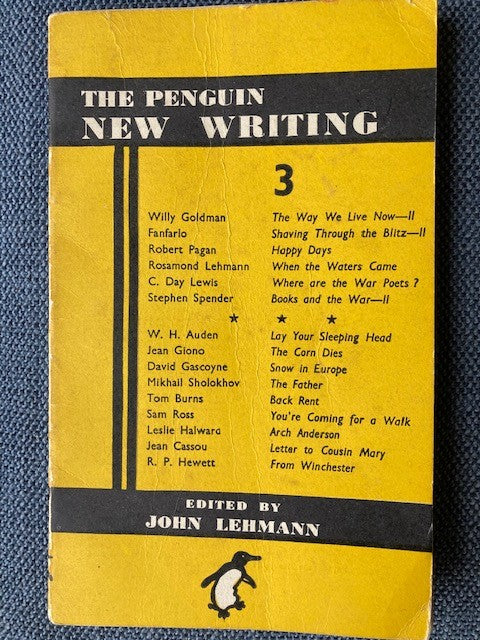 THE PENGUIN
NEW WRITING
3
Willy Goldman The Way We Live Now—II
Fanfarlo Shaving Through the Blitz—II
Robert Pagan Happy Days
Rosamond Lehmann When the Waters Came
C. Day Lewis Where are the War Poets?
Stephen Spender Books and the War—II
★ ★ ★
W. H. Auden Lay Your Sleeping Head
Jean Giono The Corn Dies
David Gascoyne Snow in Europe
Mikhail Sholokhov The Father
Tom Burns Back Rent
Sam Ross You're Coming for a Walk
Leslie Halward Arch Anderson
Jean Cassou Letter to Cousin Mary
R. P. Hewett From Winchester
EDITED BY
JOHN LEHMANN